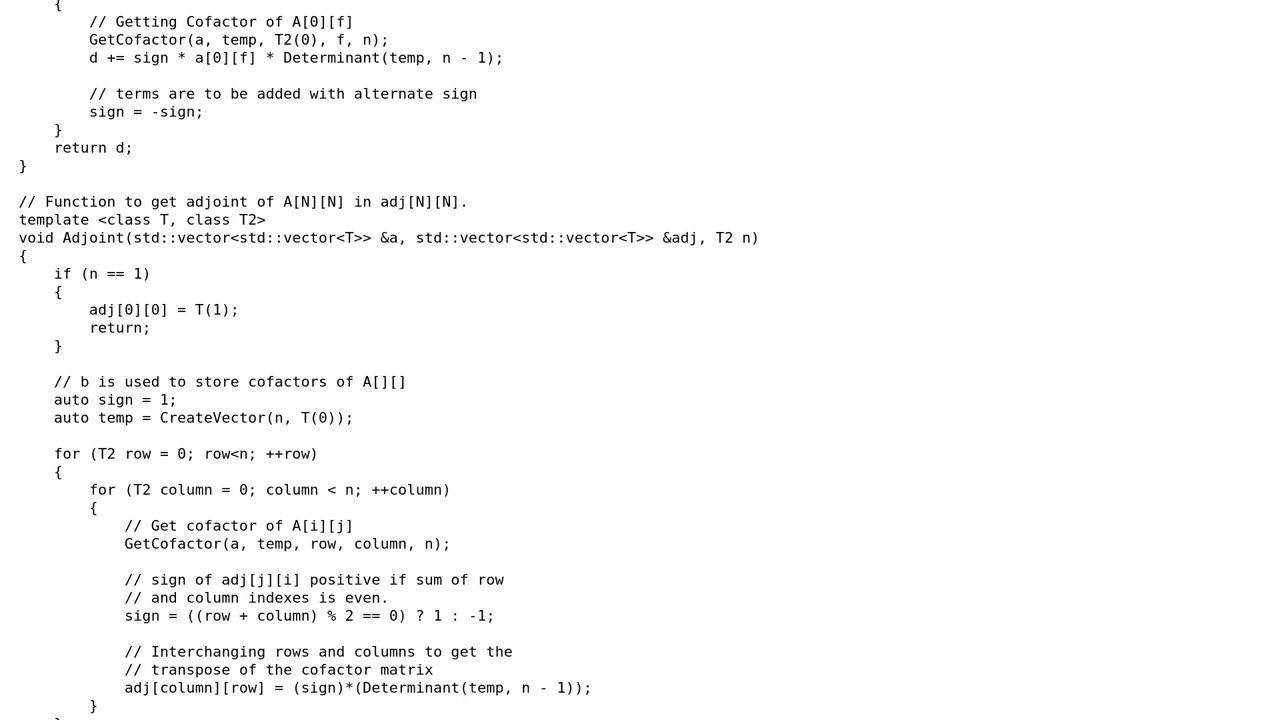 {
        // Getting Cofactor of A[0][f]
        GetCofactor(a, temp, T2(0), f, n);
        d += sign * a[0][f] * Determinant(temp, n - 1);

        // terms are to be added with alternate sign
        sign = -sign;
    }
    return d;
}

// Function to get adjoint of A[N][N] in adj[N][N].
template <class T, class T2>
void Adjoint(std::vector<std::vector<T>> &a, std::vector<std::vector<T>> &adj, T2 n)
{
    if (n == 1)
    {
        adj[0][0] = T(1);
        return;
    }

    // b is used to store cofactors of A[][]
    auto sign = 1;
    auto temp = CreateVector(n, T(0));

    for (T2 row = 0; row<n; ++row)
    {
        for (T2 column = 0; column < n; ++column)
        {
            // Get cofactor of A[i][j]
            GetCofactor(a, temp, row, column, n);

            // sign of adj[j][i] positive if sum of row
            // and column indexes is even.
            sign = ((row + column) % 2 == 0) ? 1 : -1;

            // Interchanging rows and columns to get the
            // transpose of the cofactor matrix
            adj[column][row] = (sign)*(Determinant(temp, n - 1));
        }
    }